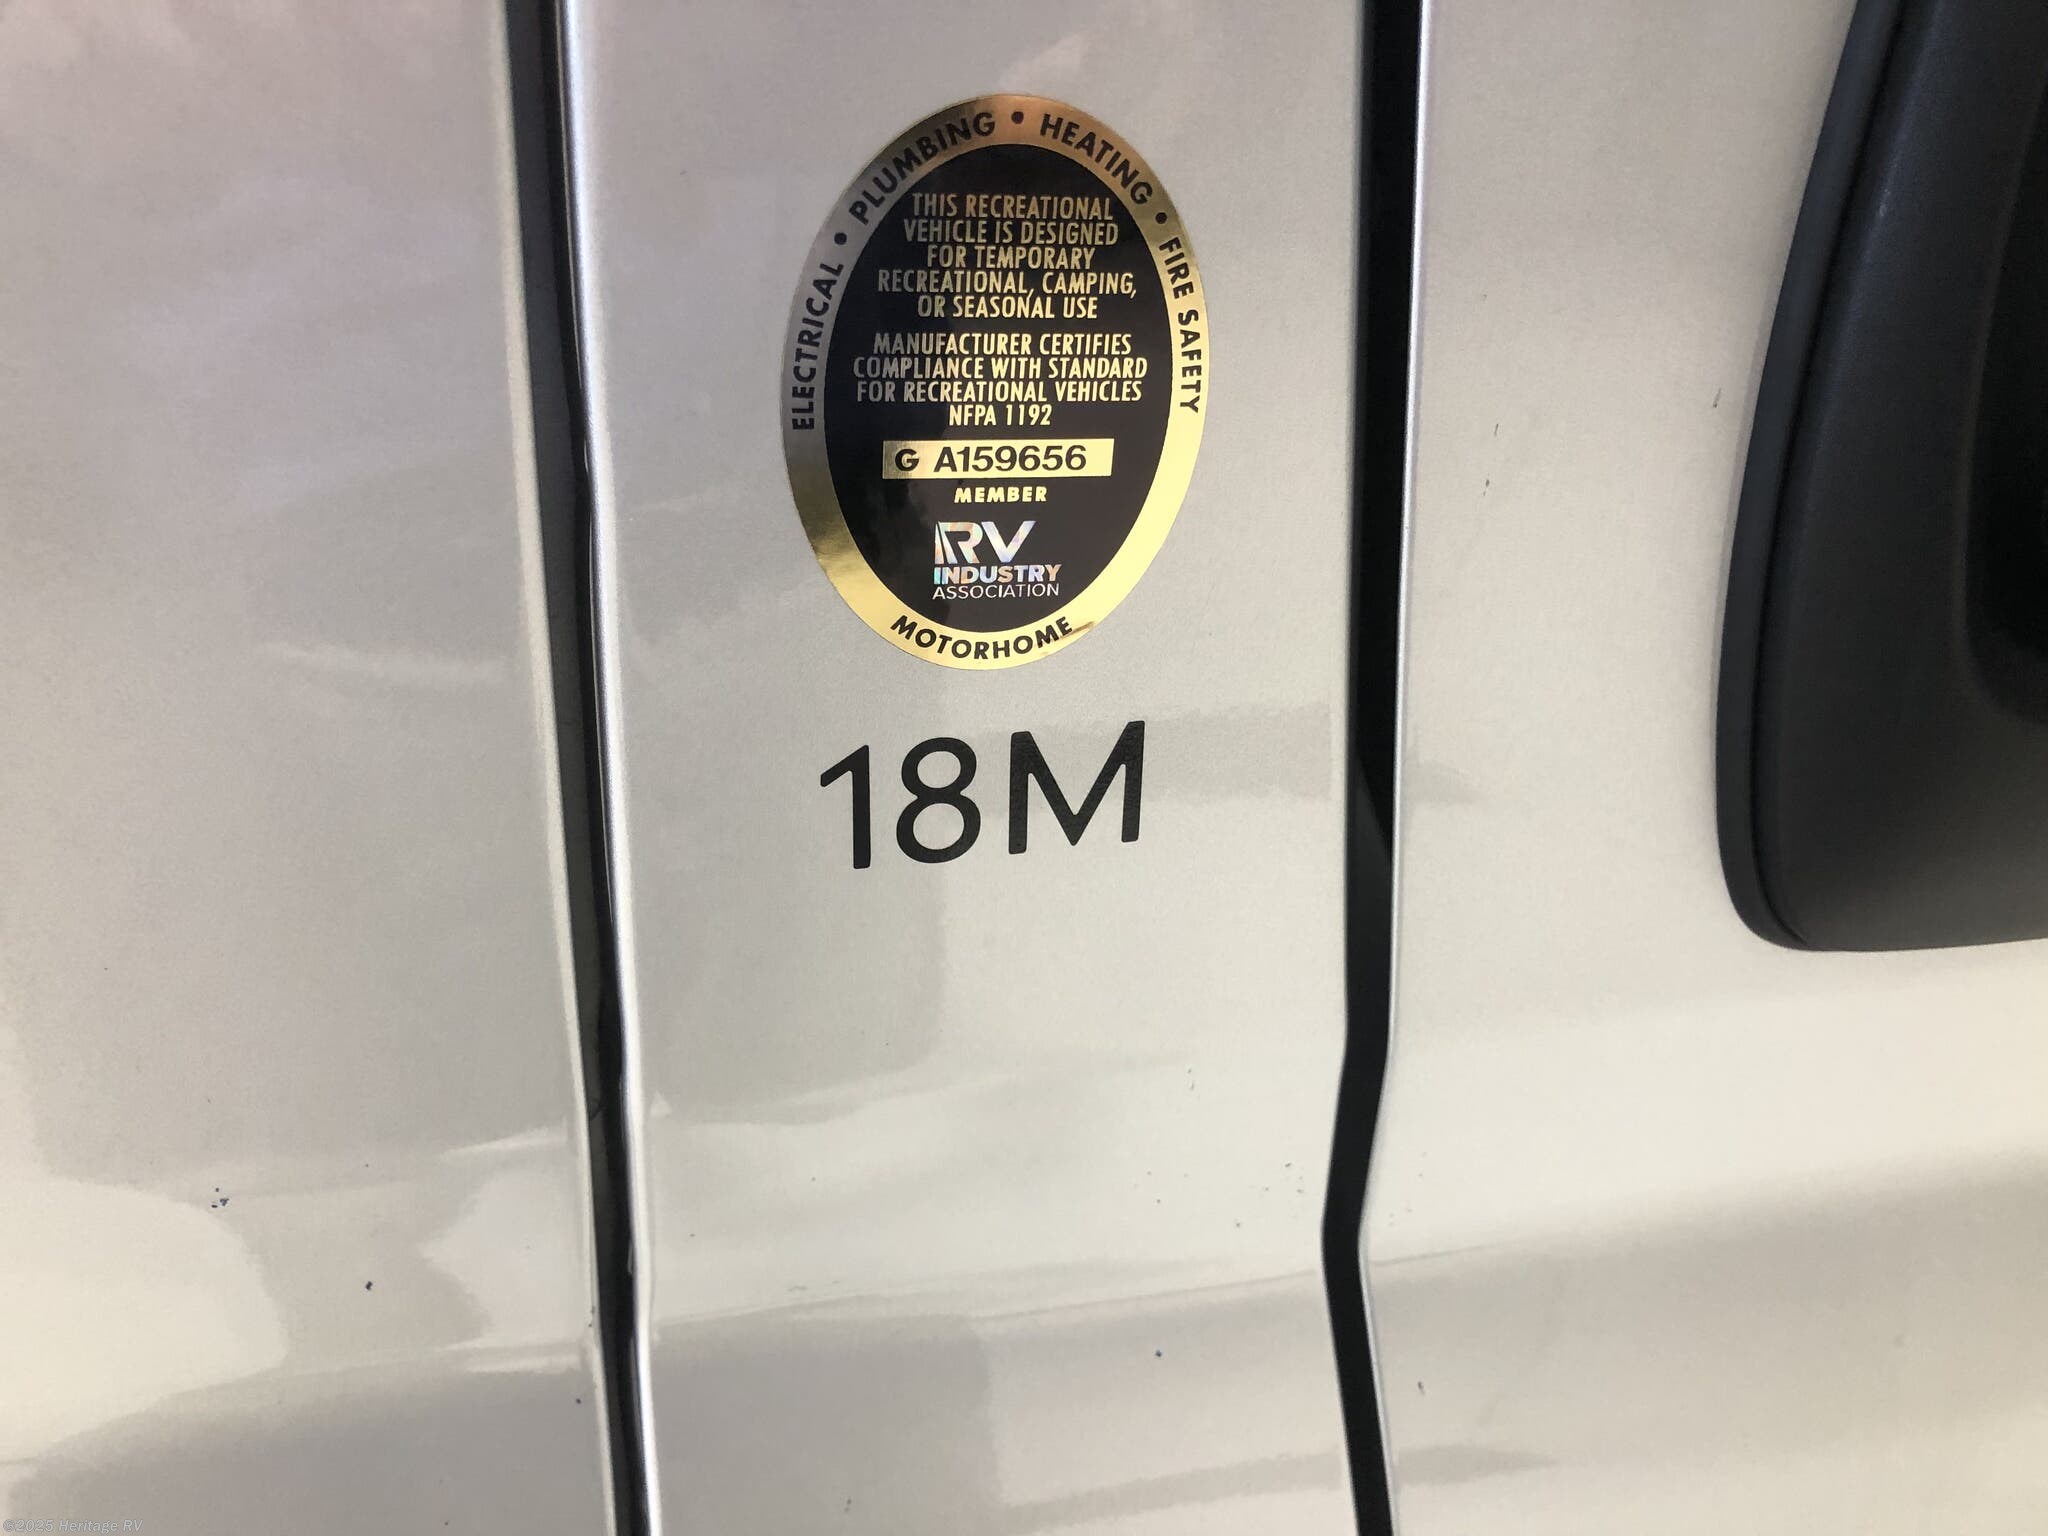 ELECTRICAL • PLUMBING • HEATING • FIRE SAFETY
THIS RECREATIONAL
VEHICLE IS DESIGNED
FOR TEMPORARY
RECREATIONAL, CAMPING,
OR SEASONAL USE
MANUFACTURER CERTIFIES
COMPLIANCE WITH STANDARD
FOR RECREATIONAL VEHICLES
NFPA 1192
G A159656
MEMBER
RV
INDUSTRY
ASSOCIATION
MOTORHOME
18M
©2025 Heritage RV